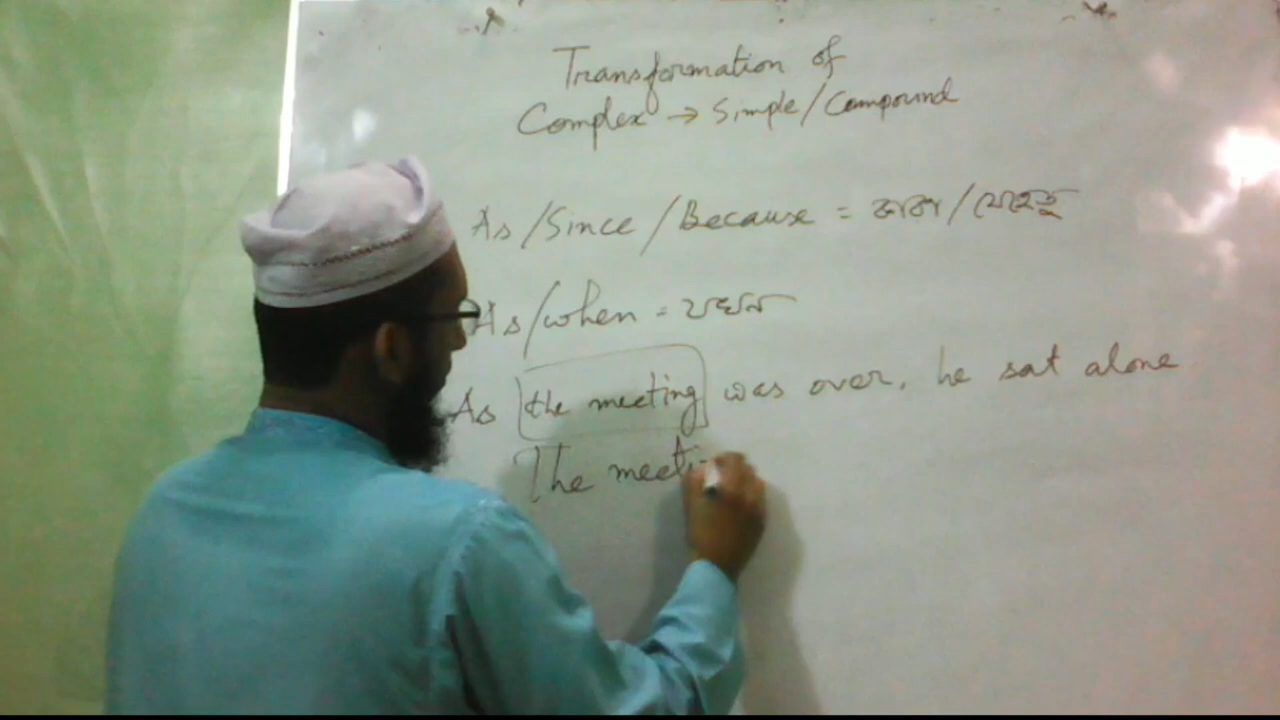 Transformation of
Complex → Simple/Compound
As/Since/Because = কারণ/যেহেতু
As/when = যখন
As the meeting was over, he sat alone
The meeti